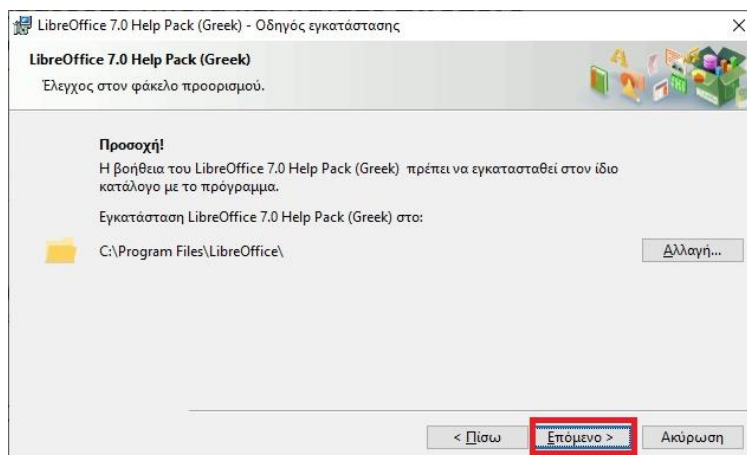 LibreOffice 7.0 Help Pack (Greek) - Οδηγός εγκατάστασης
LibreOffice 7.0 Help Pack (Greek)
Έλεγχος στον φάκελο προορισμού.
Προσοχή!
Η βοήθεια του LibreOffice 7.0 Help Pack (Greek) πρέπει να εγκατασταθεί στον ίδιο
κατάλογο με το πρόγραμμα.
Εγκατάσταση LibreOffice 7.0 Help Pack (Greek) στο:
C:\Program Files\LibreOffice\
Αλλαγή...
< Πίσω
Επόμενο >
Ακύρωση